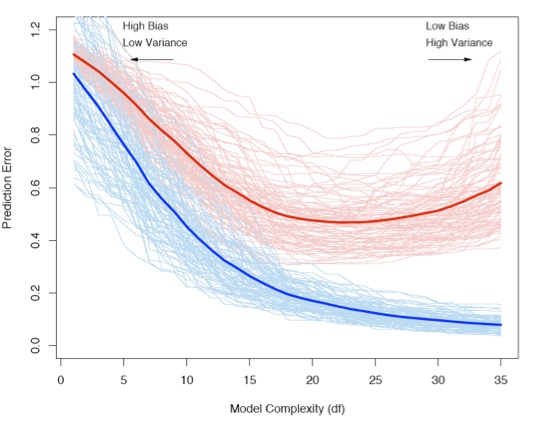 High Bias
Low Variance
Low Bias
High Variance
Prediction Error
1.2
1.0
0.8
0.6
0.4
0.2
0.0
0 5 10 15 20 25 30 35
Model Complexity (df)